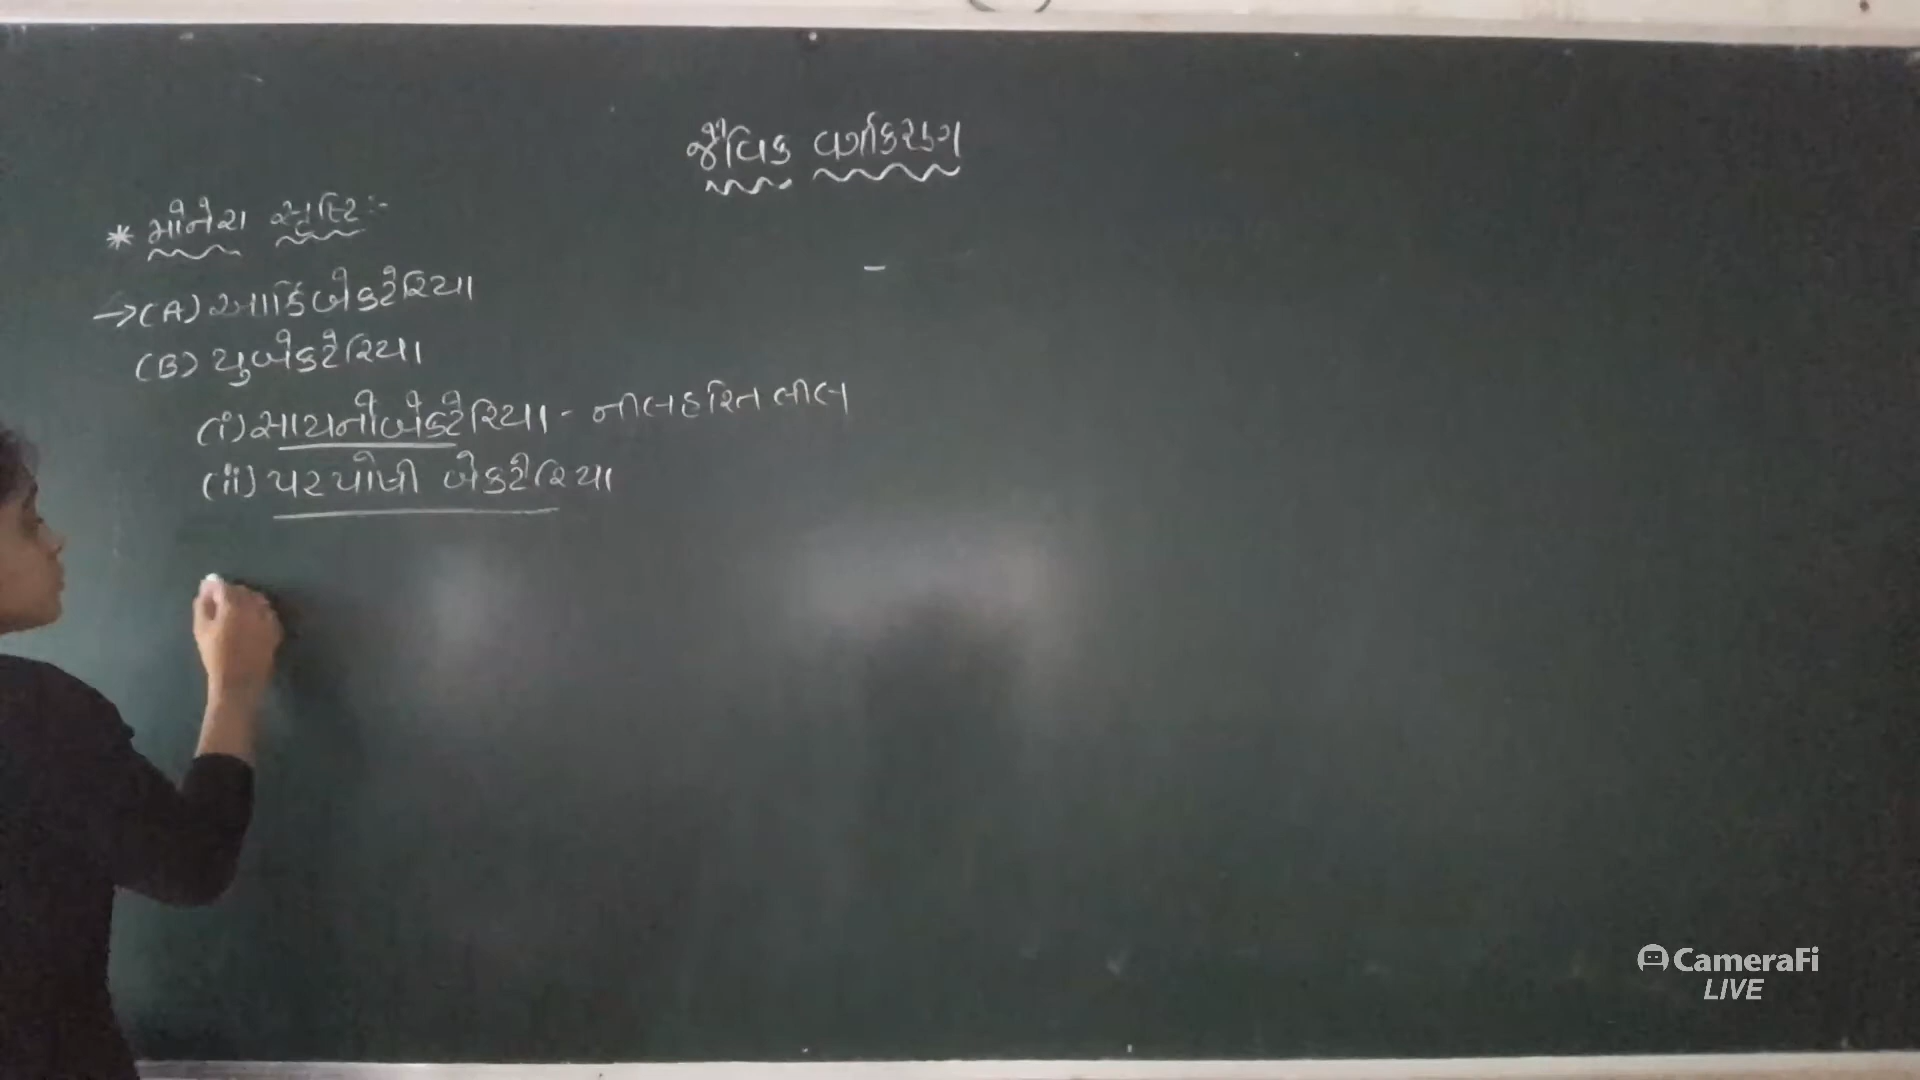 જૈવિક વર્ગીકરણ
* મોનેરા સૃષ્ટિ:-
→(A) આર્કિબેક્ટેરિયા
(B) યુબેક્ટેરિયા
(i) સાયનોબેક્ટેરિયા - નીલહરિત લીલ
(ii) પરપોષી બેક્ટેરિયા
CameraFi
LIVE